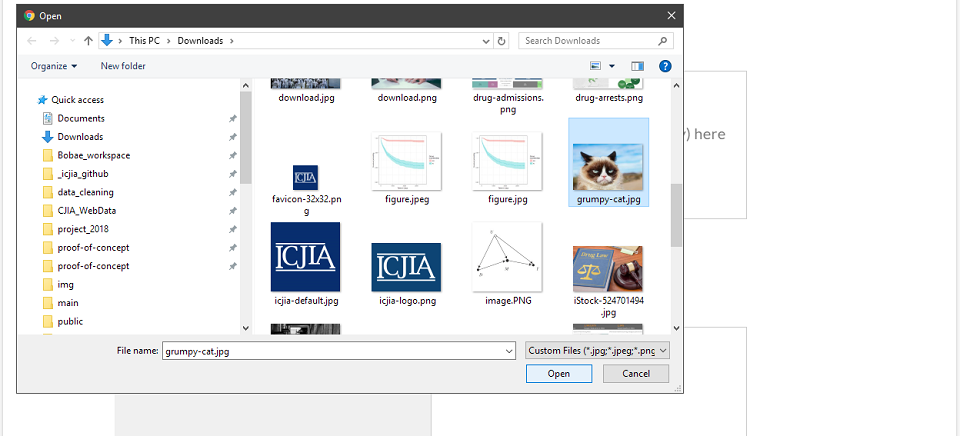 Open
This PC > Downloads >
Search Downloads
Organize
New folder
Quick access
Documents
Downloads
Bobae_workspace
_icjia_github
data_cleaning
CJIA_WebData
project_2018
proof-of-concept
proof-of-concept
img
main
public
download.jpg
download.png
drug-admissions.
png
drug-arrests.png
favicon-32x32.pn
g
figure.jpeg
figure.jpg
grumpy-cat.jpg
ICJIA
ICJIA
ICJIA
Drug Law
icjia-default.jpg
icjia-logo.png
image.PNG
iStock-524701494
.jpg
) here
File name:
grumpy-cat.jpg
Custom Files (*.jpg;*.jpeg;*.png
Open
Cancel